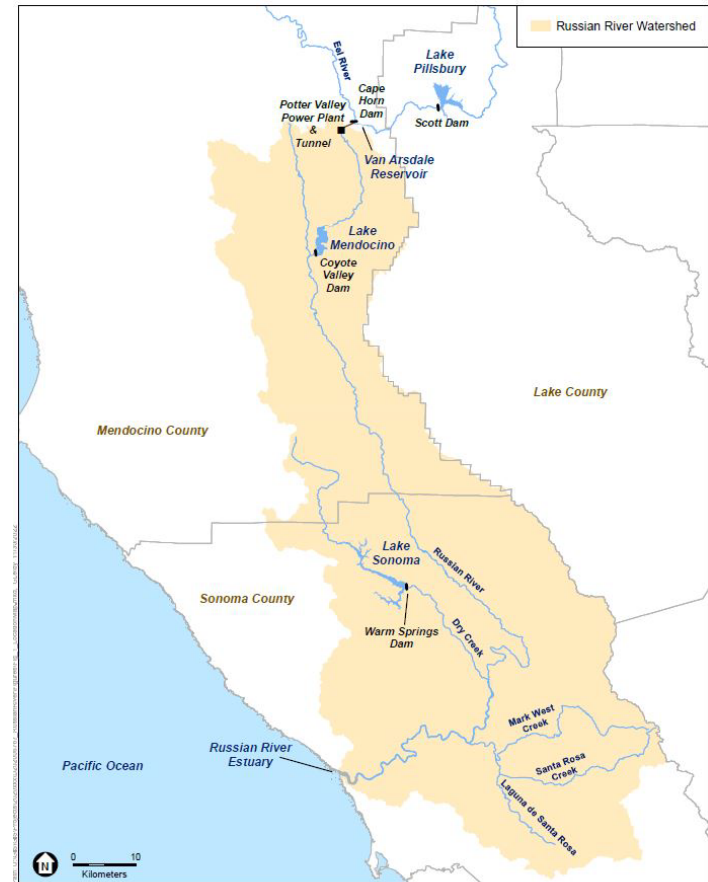 Russian River Watershed
Eel River
Lake
Pillsbury
Cape
Horn
Dam
Potter Valley
Power Plant
&
Tunnel
Scott Dam
Van Arsdale
Reservoir
Lake
Mendocino
Coyote
Valley
Dam
Lake County
Mendocino County
Lake
Sonoma
Russian River
Sonoma County
Dry Creek
Warm Springs
Dam
Mark West
Creek
Russian River
Estuary
Santa Rosa
Creek
Pacific Ocean
Laguna de Santa Rosa
N
0 10
Kilometers